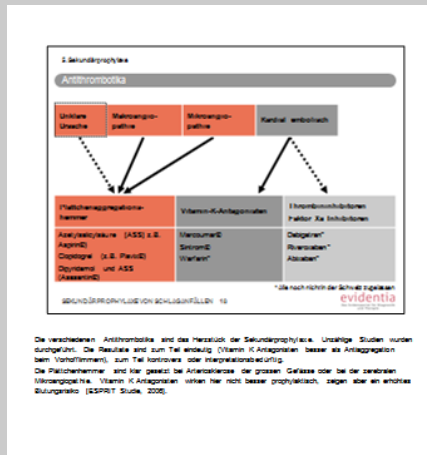 2. Sekundärprophylaxe
Antithrombotika
Unklare Ursache
Makroangio-pathie
Mikroangio-pathie
Kardial embolisch
Plättchenaggregations-hemmer
Vitamin-K-Antagonisten
Thrombininhibitoren
Faktor Xa Inhibitoren
Acetylsalicylsäure (ASS) z.B.
Clopidogrel (z.B. Plavix©)
Dipyridamol und ASS
Marcoumar©
Sintrom©
Warfarin*
Dabigatran*
Rivaroxaban*
Apixaban*
* Alle noch nicht in der Schweiz zugelassen
SEKUNDÄRPROPHYLAXE VON SCHLAGANFÄLLEN
evidentia
Die verschiedenen Antithrombotika sind das Herzstück der Sekundärprophylaxe. Unzählige Studien wurden
durchgeführt. Die Resultate sind zum Teil eindeutig (Vitamin K Antagonisten besser als Antiaggregation
beim Vorhofflimmern), zum Teil kontrovers oder interpretationsbedürftig.
Die Plättchenhemmer sind klar gesetzt bei Arteriosklerose der grossen Gefässe oder bei der zerebralen
Mikroangiopathie. Vitamin K Antagonisten wirken hier nicht besser prophylaktisch, zeigen aber ein erhöhtes
Blutungsrisiko (ESPRIT Studie, 2006).